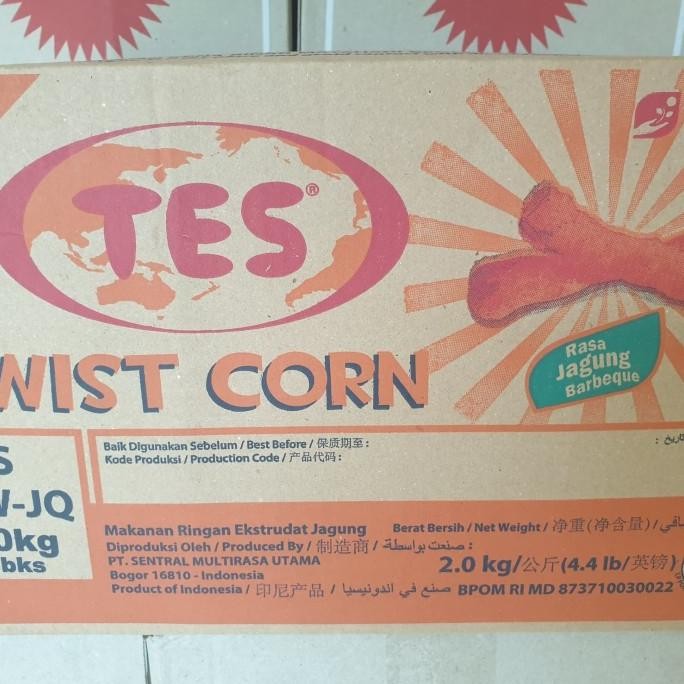 TES®
WIST CORN
Rasa
Jagung
Barbeque
S
-JQ
0kg
bks
Baik Digunakan Sebelum / Best Before / 保质期至 :
Kode Produksi / Production Code / 产品代码 :
Makanan Ringan Ekstrudat Jagung
Diproduksi Oleh / Produced By / 制造商 / صنعت بواسطة :
PT. SENTRAL MULTIRASA UTAMA
Bogor 16810 - Indonesia
Product of Indonesia / 印尼产品 / صنع في اندونيسيا
Berat Bersih / Net Weight / 净重(净含量) /
2.0 kg/公斤(4.4 lb/英镑)
BPOM RI MD 873710030022